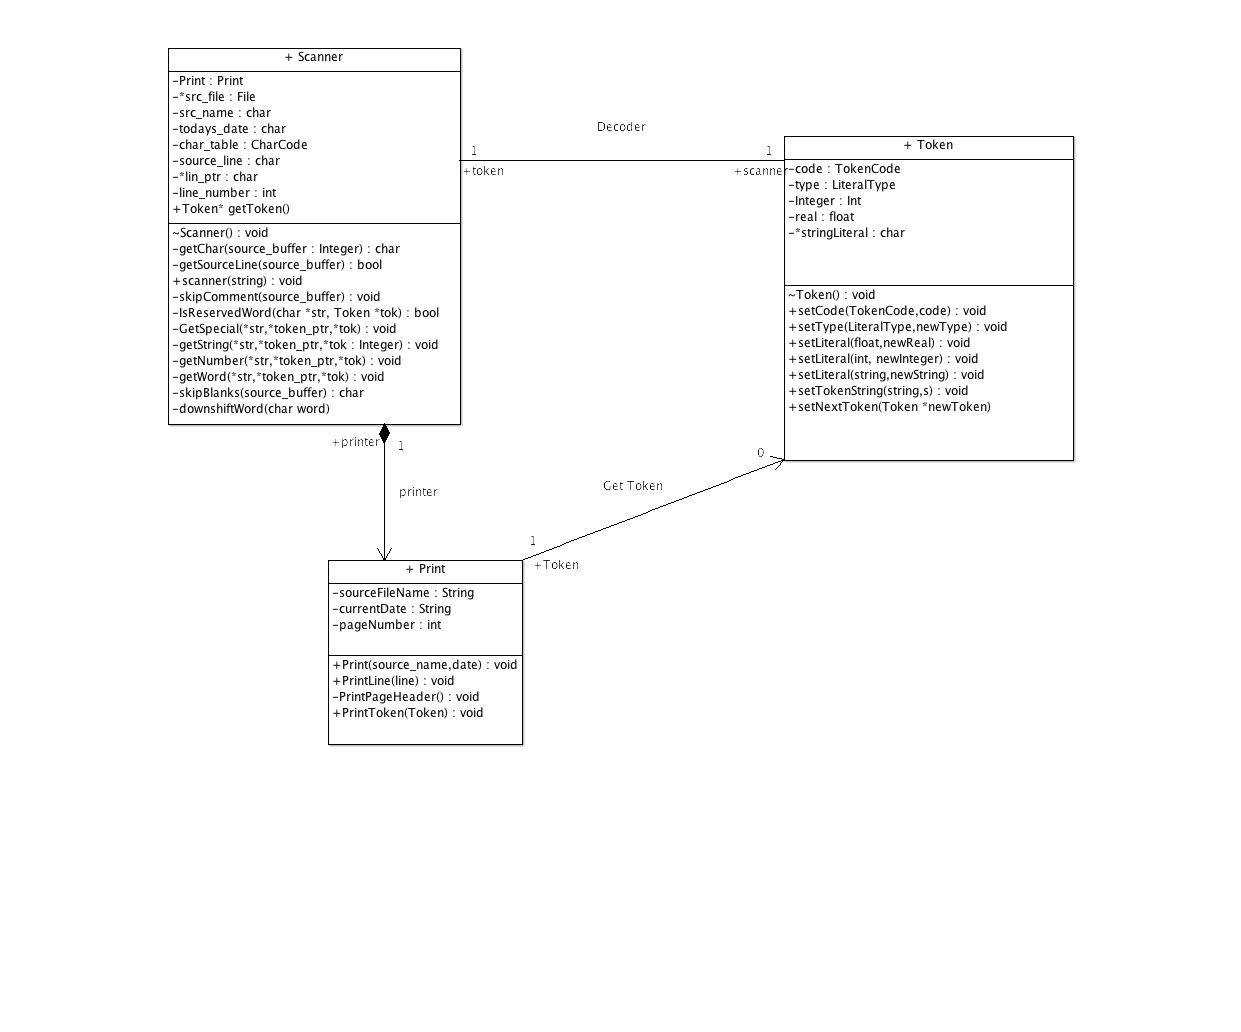 + Scanner
-Print : Print
-*src_file : File
-src_name : char
-todays_date : char
-char_table : CharCode
-source_line : char
-*lin_ptr : char
-line_number : int
+Token* getToken()
~Scanner() : void
-getChar(source_buffer : Integer) : char
-getSourceLine(source_buffer) : bool
+scanner(string) : void
-skipComment(source_buffer) : void
-IsReservedWord(char *str, Token *tok) : bool
-GetSpecial(*str,*token_ptr,*tok) : void
-getString(*str,*token_ptr,*tok : Integer) : void
-getNumber(*str,*token_ptr,*tok) : void
-getWord(*str,*token_ptr,*tok) : void
-skipBlanks(source_buffer) : char
-downshiftWord(char word)
Decoder
1
1
+token
+scanner
+ Token
-code : TokenCode
-type : LiteralType
-Integer : Int
-real : float
-*stringLiteral : char
~Token() : void
+setCode(TokenCode,code) : void
+setType(LiteralType,newType) : void
+setLiteral(float,newReal) : void
+setLiteral(int, newInteger) : void
+setLiteral(string,newString) : void
+setTokenString(string,s) : void
+setNextToken(Token *newToken)
+printer
1
printer
0
Get Token
1
+Token
+ Print
-sourceFileName : String
-currentDate : String
-pageNumber : int
+Print(source_name,date) : void
+PrintLine(line) : void
-PrintPageHeader() : void
+PrintToken(Token) : void